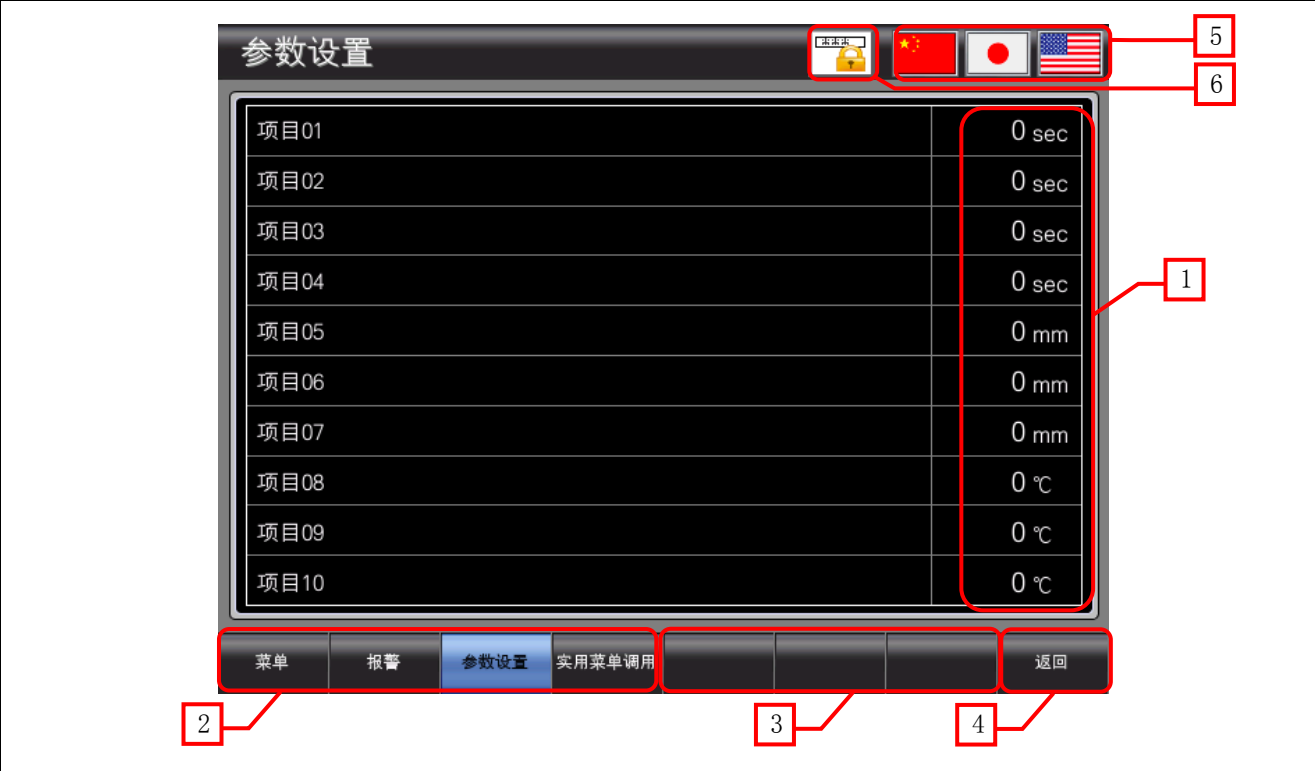 参数设置
***
5
6
项目01 0 sec
项目02 0 sec
项目03 0 sec
项目04 0 sec
1
项目05 0 mm
项目06 0 mm
项目07 0 mm
项目08 0 ℃
项目09 0 ℃
项目10 0 ℃
菜单 报警 参数设置 实用菜单调用 返回
2 3 4